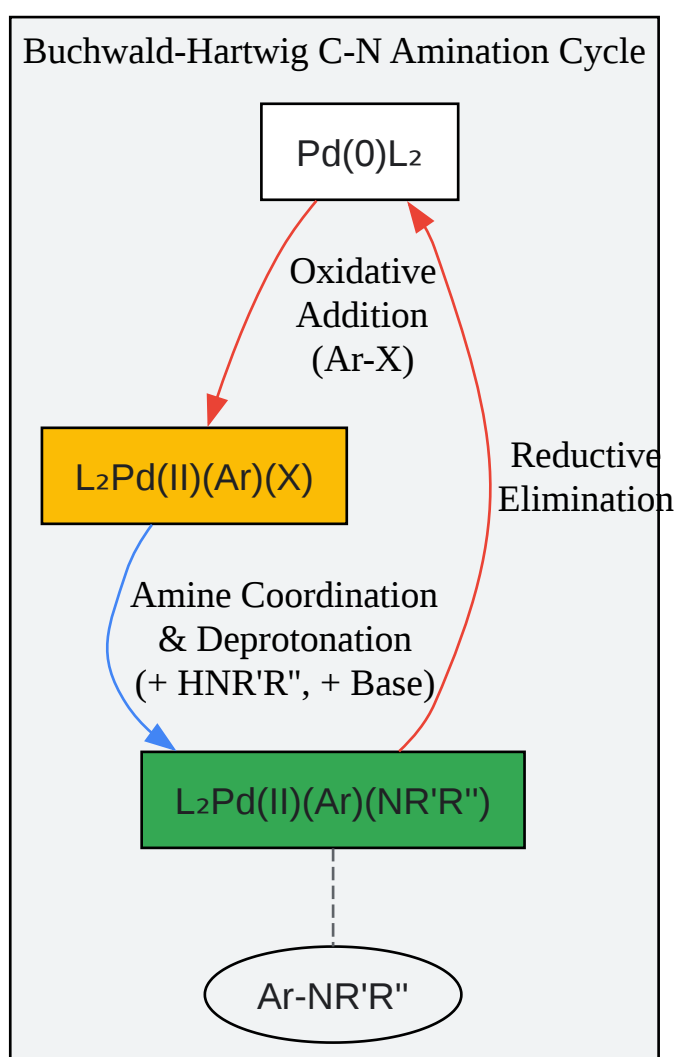 Buchwald-Hartwig C-N Amination Cycle
Pd(0)L₂
Oxidative
Addition
(Ar-X)
L₂Pd(II)(Ar)(X)
Reductive
Elimination
Amine Coordination
& Deprotonation
(+ HNR'R'', + Base)
L₂Pd(II)(Ar)(NR'R'')
Ar-NR'R''